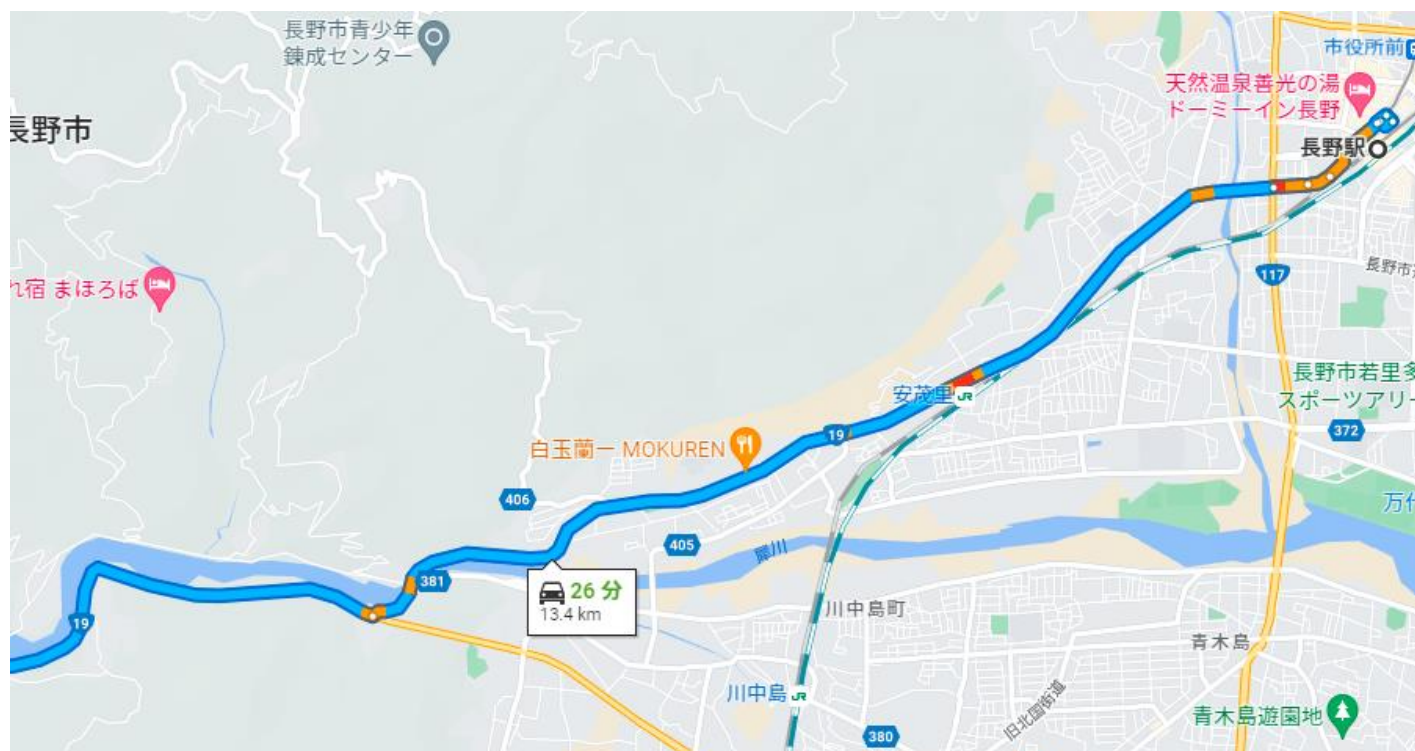 長野市青少年
錬成センター
市役所前
天然温泉善光の湯
ドーミーイン長野
長野市
長野駅
れ宿 まほろば
117
長野市
安茂里
JR
長野市若里多
スポーツアリー
372
19
白玉蘭一 MOKUREN
406
万代
405
犀川
381
26 分
13.4 km
川中島町
19
青木島
川中島
JR
旧北国街道
青木島遊園地
380